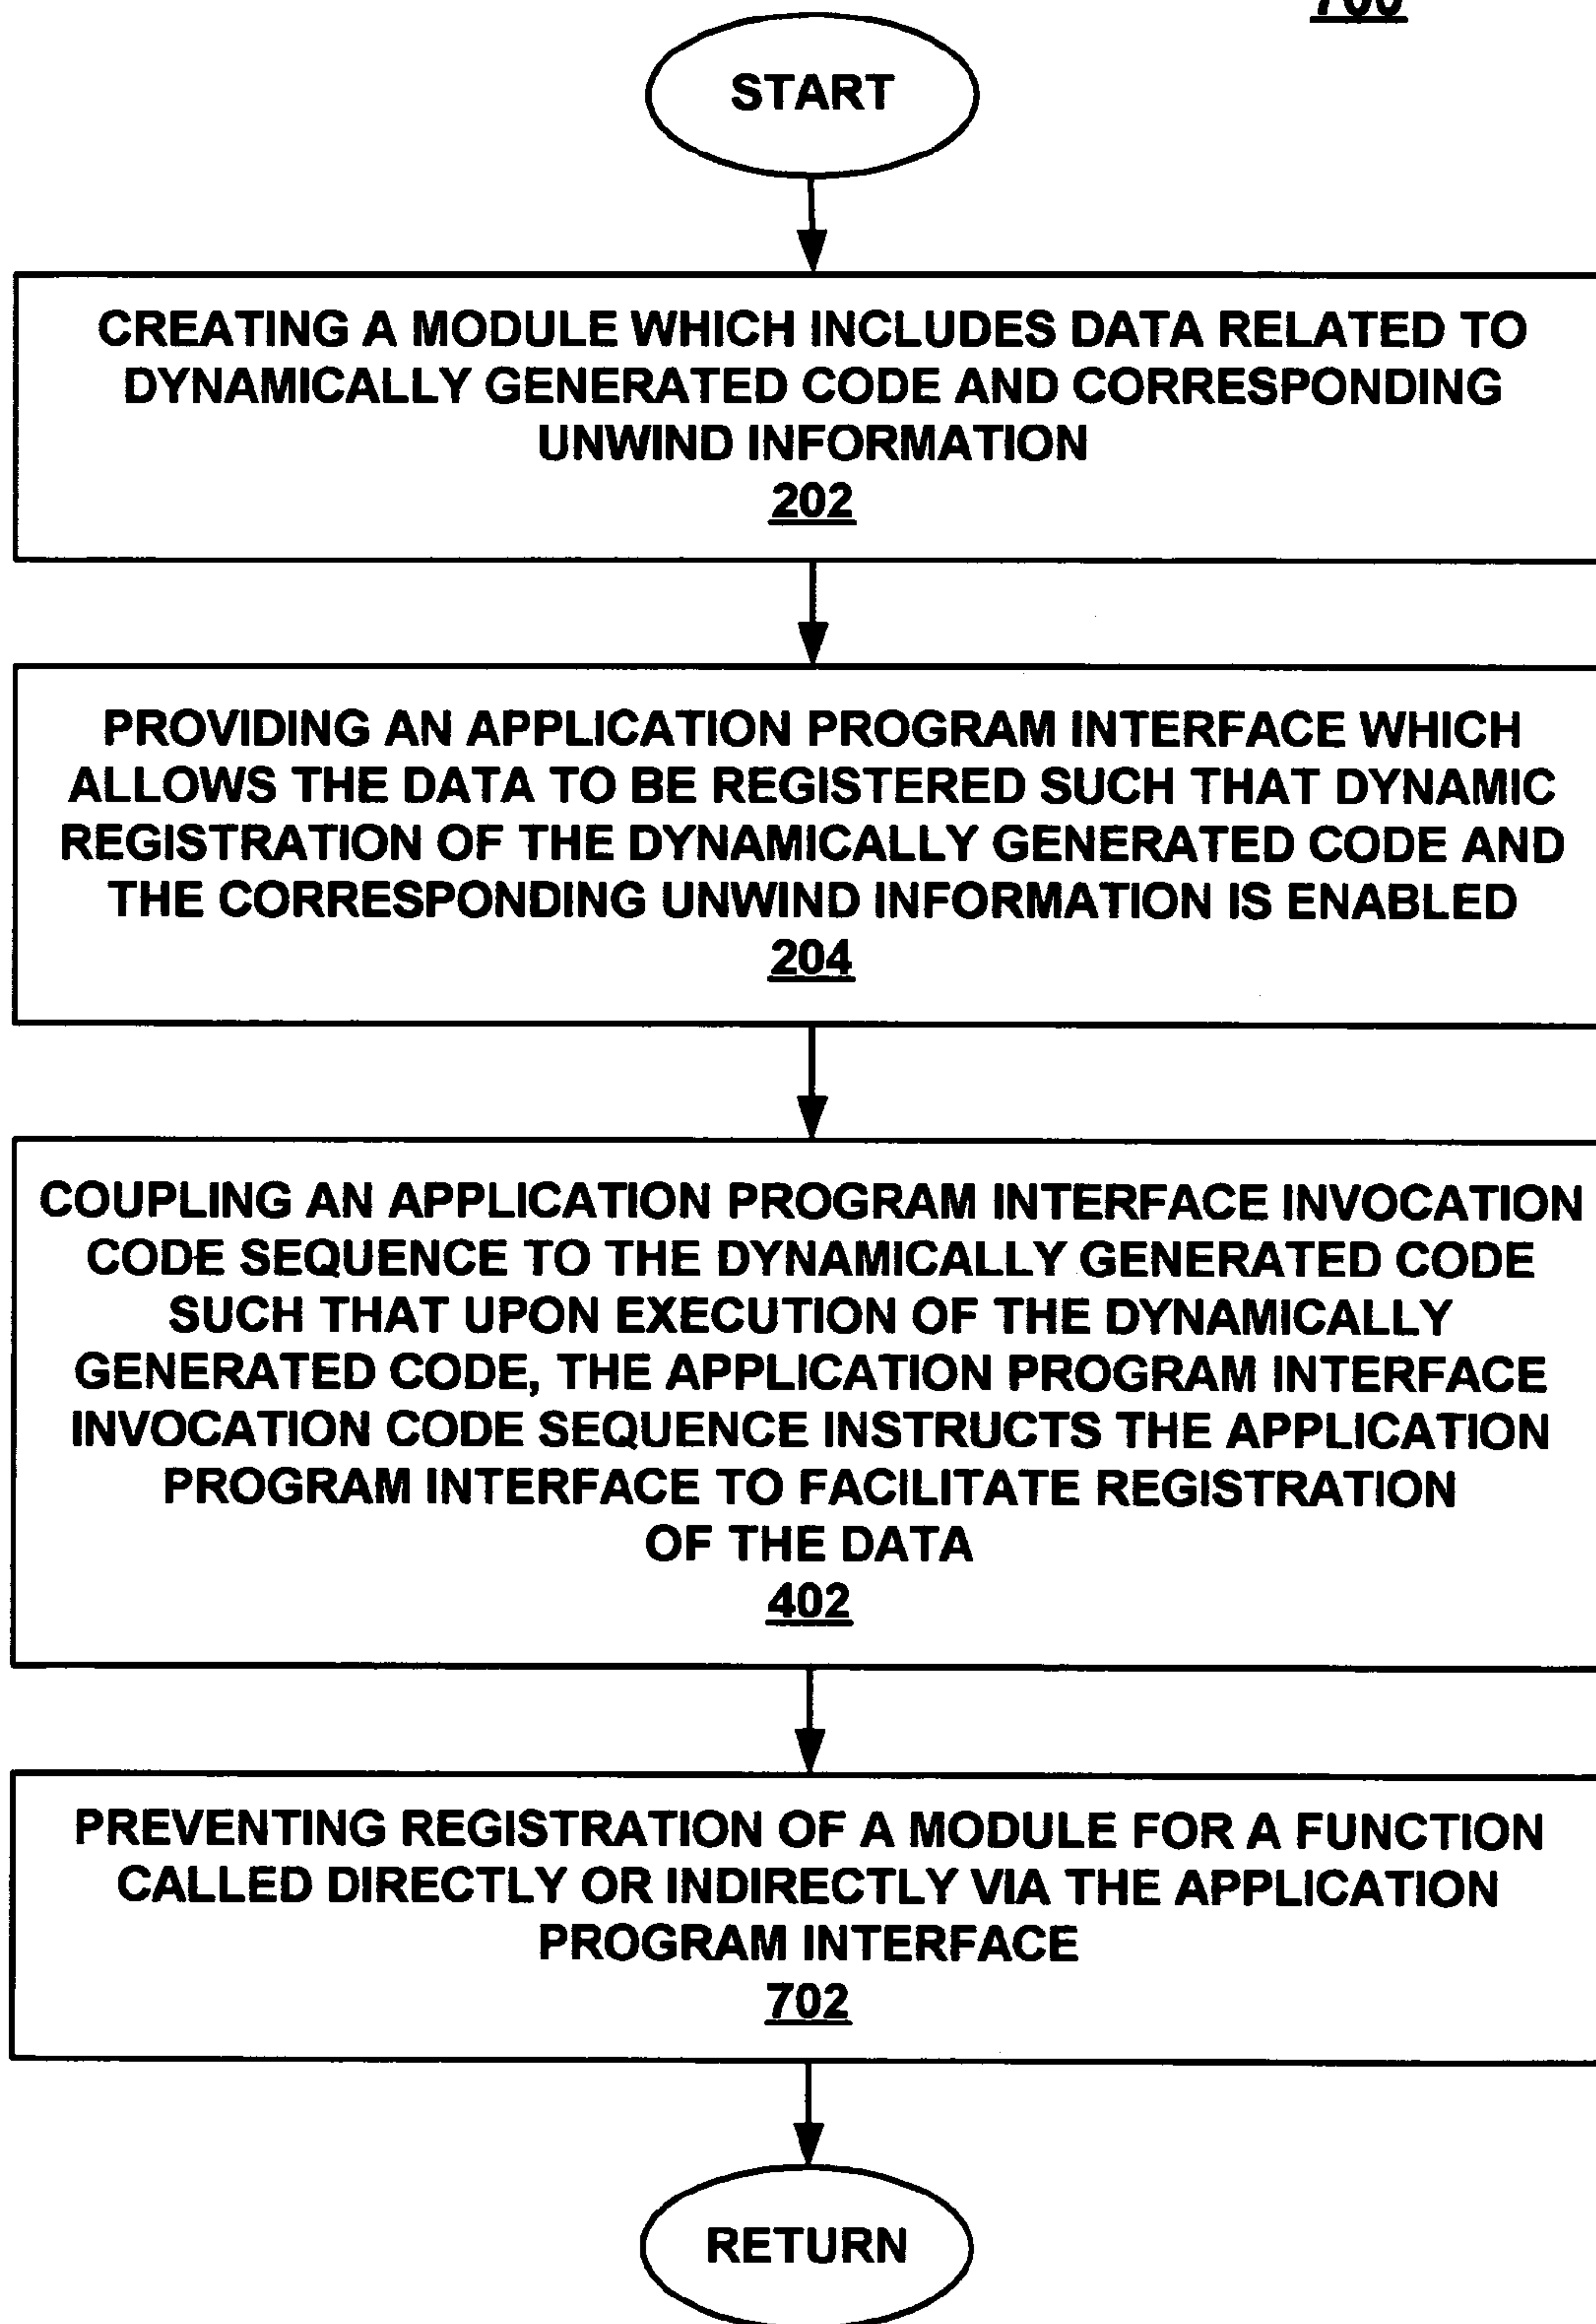 700
START
CREATING A MODULE WHICH INCLUDES DATA RELATED TO
DYNAMICALLY GENERATED CODE AND CORRESPONDING
UNWIND INFORMATION
202
PROVIDING AN APPLICATION PROGRAM INTERFACE WHICH
ALLOWS THE DATA TO BE REGISTERED SUCH THAT DYNAMIC
REGISTRATION OF THE DYNAMICALLY GENERATED CODE AND
THE CORRESPONDING UNWIND INFORMATION IS ENABLED
204
COUPLING AN APPLICATION PROGRAM INTERFACE INVOCATION
CODE SEQUENCE TO THE DYNAMICALLY GENERATED CODE
SUCH THAT UPON EXECUTION OF THE DYNAMICALLY
GENERATED CODE, THE APPLICATION PROGRAM INTERFACE
INVOCATION CODE SEQUENCE INSTRUCTS THE APPLICATION
PROGRAM INTERFACE TO FACILITATE REGISTRATION
OF THE DATA
402
PREVENTING REGISTRATION OF A MODULE FOR A FUNCTION
CALLED DIRECTLY OR INDIRECTLY VIA THE APPLICATION
PROGRAM INTERFACE
702
RETURN